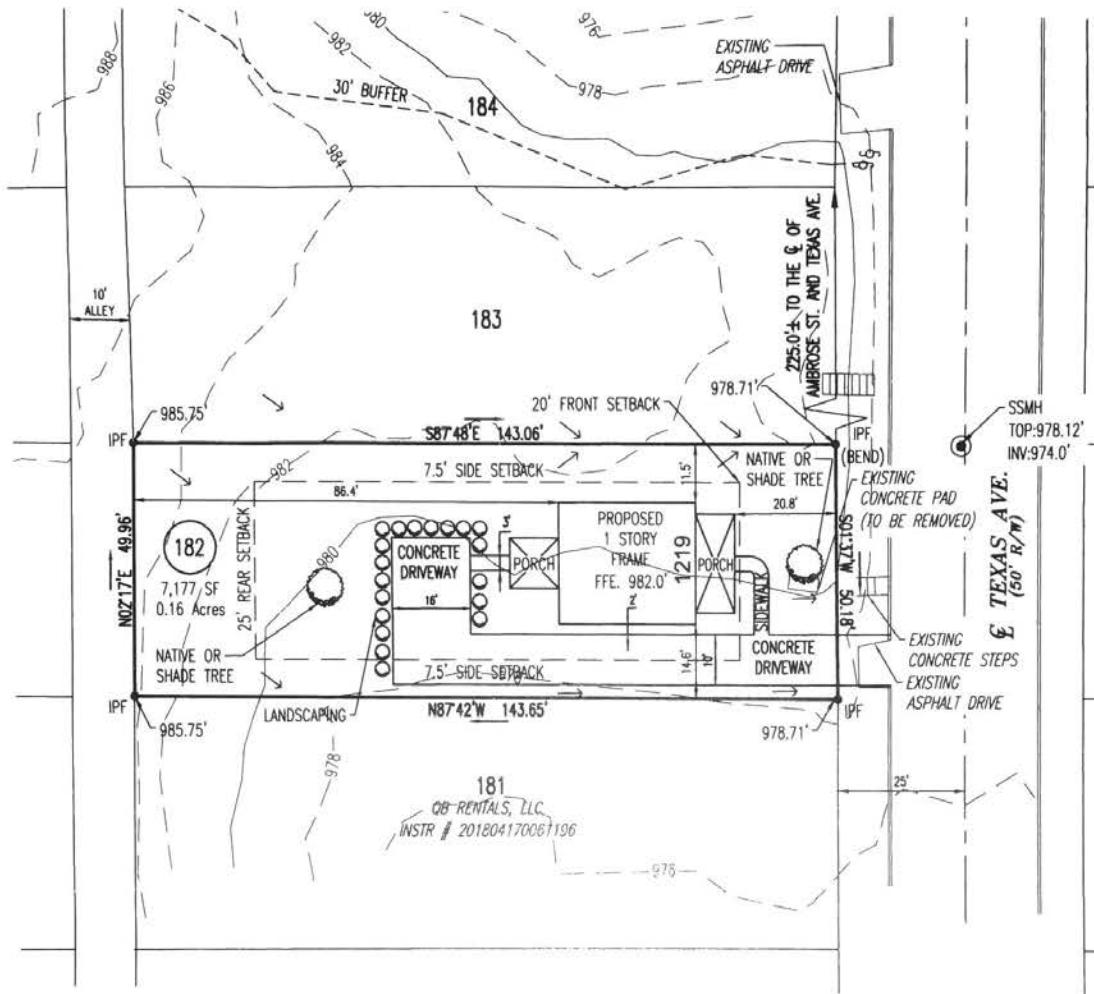 980
976
988
982
EXISTING
ASPHALT DRIVE
986
30' BUFFER
978
184
984
225.0'± TO THE ℄ OF
AMBROSE ST. AND TEXAS AVE.
10'
ALLEY
183
978.71'
20' FRONT SETBACK
985.75'
SSMH
TOP:978.12'
INV:974.0'
IPF
S87°48'E 143.06'
IPF
(BEND)
982
7.5' SIDE SETBACK
NATIVE OR
SHADE TREE
11.5'
EXISTING
CONCRETE PAD
(TO BE REMOVED)
86.4'
20.8'
N02°17'E 49.96'
25' REAR SETBACK
3'
PROPOSED
1 STORY
FRAME
FFE. 982.0'
1219
182
7,177 SF
0.16 Acres
980
CONCRETE
DRIVEWAY
PORCH
PORCH
S01°37'W 50.18'
℄ TEXAS AVE.
(50' R/W)
16'
2'
SIDEWALK
NATIVE OR
SHADE TREE
14.6'
10'
CONCRETE
DRIVEWAY
EXISTING
CONCRETE STEPS
7.5' SIDE SETBACK
EXISTING
ASPHALT DRIVE
IPF
LANDSCAPING
N87°42'W 143.65'
IPF
985.75'
978.71'
978
181
QB RENTALS, LLC
INSTR # 201804170061196
25'
976